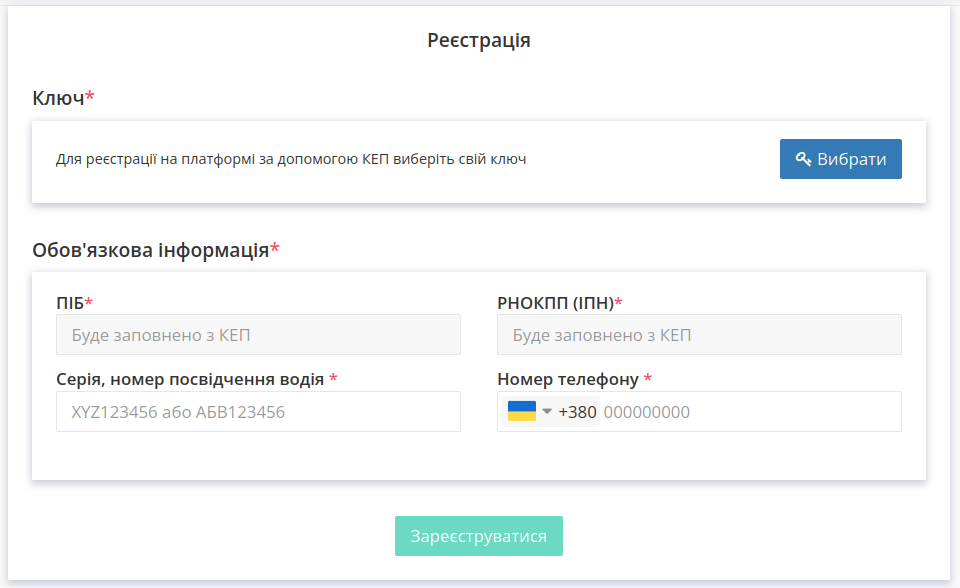 Реєстрація
Ключ*
Для реєстрації на платформі за допомогою КЕП виберіть свій ключ
Вибрати
Обов'язкова інформація*
ПІБ*
РНОКПП (ІПН)*
Буде заповнено з КЕП
Буде заповнено з КЕП
Серія, номер посвідчення водія *
Номер телефону *
XYZ123456 або АБВ123456
+380 000000000
Зареєструватися